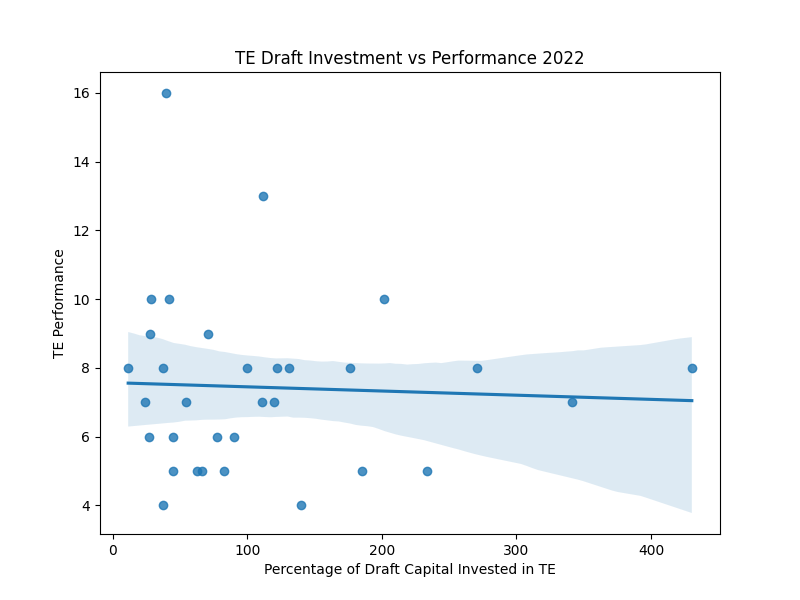 TE Draft Investment vs Performance 2022
16
14
12
10
8
6
4
TE Performance
0 100 200 300 400
Percentage of Draft Capital Invested in TE